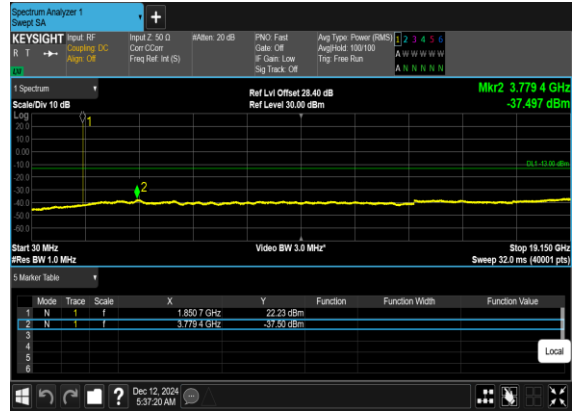 Spectrum Analyzer 1
Swept SA
+
KEYSIGHT Input: RF Input Z: 50 Ω #Atten: 20 dB PNO: Fast Avg Type: Power (RMS) 1 2 3 4 5 6
R T Coupling: DC Corr CCorr Gate: Off Avg|Hold: 100/100 A W W W W W
Align: Off Freq Ref: Int (S) IF Gain: Low Trig: Free Run
Sig Track: Off A N N N N N
1 Spectrum Ref Lvl Offset 28.40 dB Mkr2 3.779 4 GHz
Scale/Div 10 dB Ref Level 30.00 dBm -37.497 dBm
Log
1
20.0
10.0
0.00
-10.0 DL1 -13.00 dBm
-20.0
-30.0 2
-40.0
-50.0
-60.0
Start 30 MHz Video BW 3.0 MHz* Stop 19.150 GHz
#Res BW 1.0 MHz Sweep 32.0 ms (40001 pts)
5 Marker Table
Mode Trace Scale X Y Function Function Width Function Value
1 N 1 f 1.850 7 GHz 22.23 dBm
2 N 1 f 3.779 4 GHz -37.50 dBm
3
4
5
6
Local
? Dec 12, 2024
5:37:20 AM